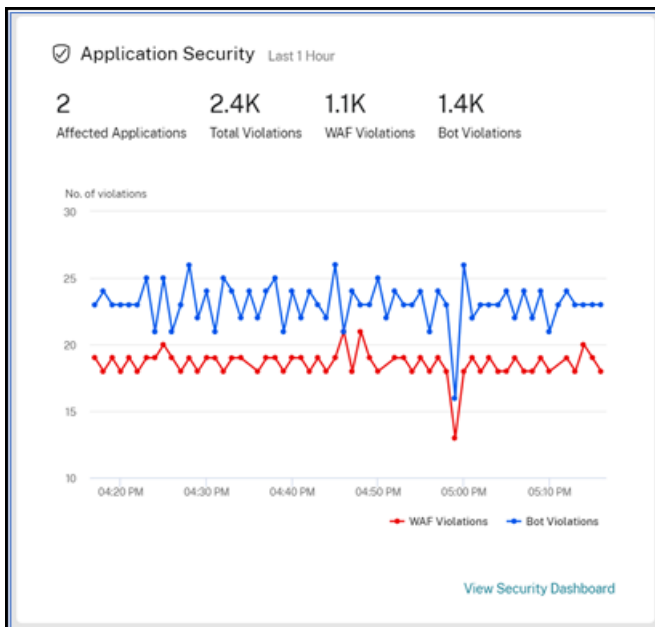 Application Security Last 1 Hour
2 2.4K 1.1K 1.4K
Affected Applications Total Violations WAF Violations Bot Violations
No. of violations
30
25
20
15
10
04:20 PM 04:30 PM 04:40 PM 04:50 PM 05:00 PM 05:10 PM
WAF Violations Bot Violations
View Security Dashboard